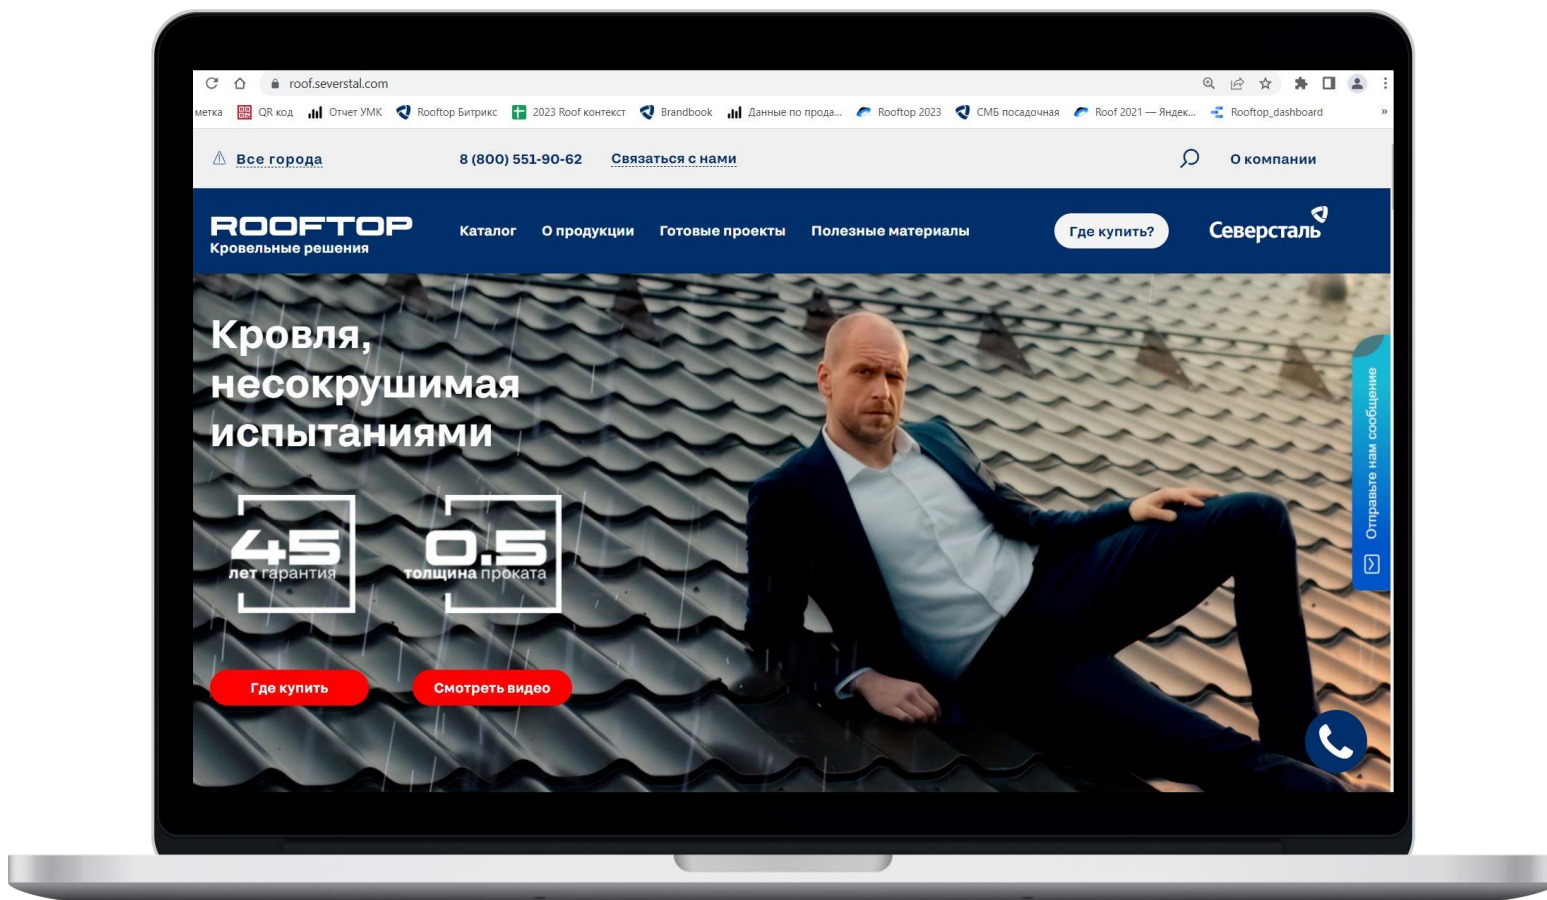 roof.severstal.com
метка QR код Отчет УМК Rooftop Битрикс 2023 Roof контекст Brandbook Данные по прода... Rooftop 2023 СМБ посадочная Roof 2021 — Яндек... Rooftop_dashboard »
Все города 8 (800) 551-90-62 Связаться с нами О компании
ROOFTOP
Кровельные решения
Каталог О продукции Готовые проекты Полезные материалы Где купить? Северсталь
Кровля,
несокрушимая
испытаниями
45
лет гарантия
0.5
толщина проката
Где купить Смотреть видео
Отправьте нам сообщение